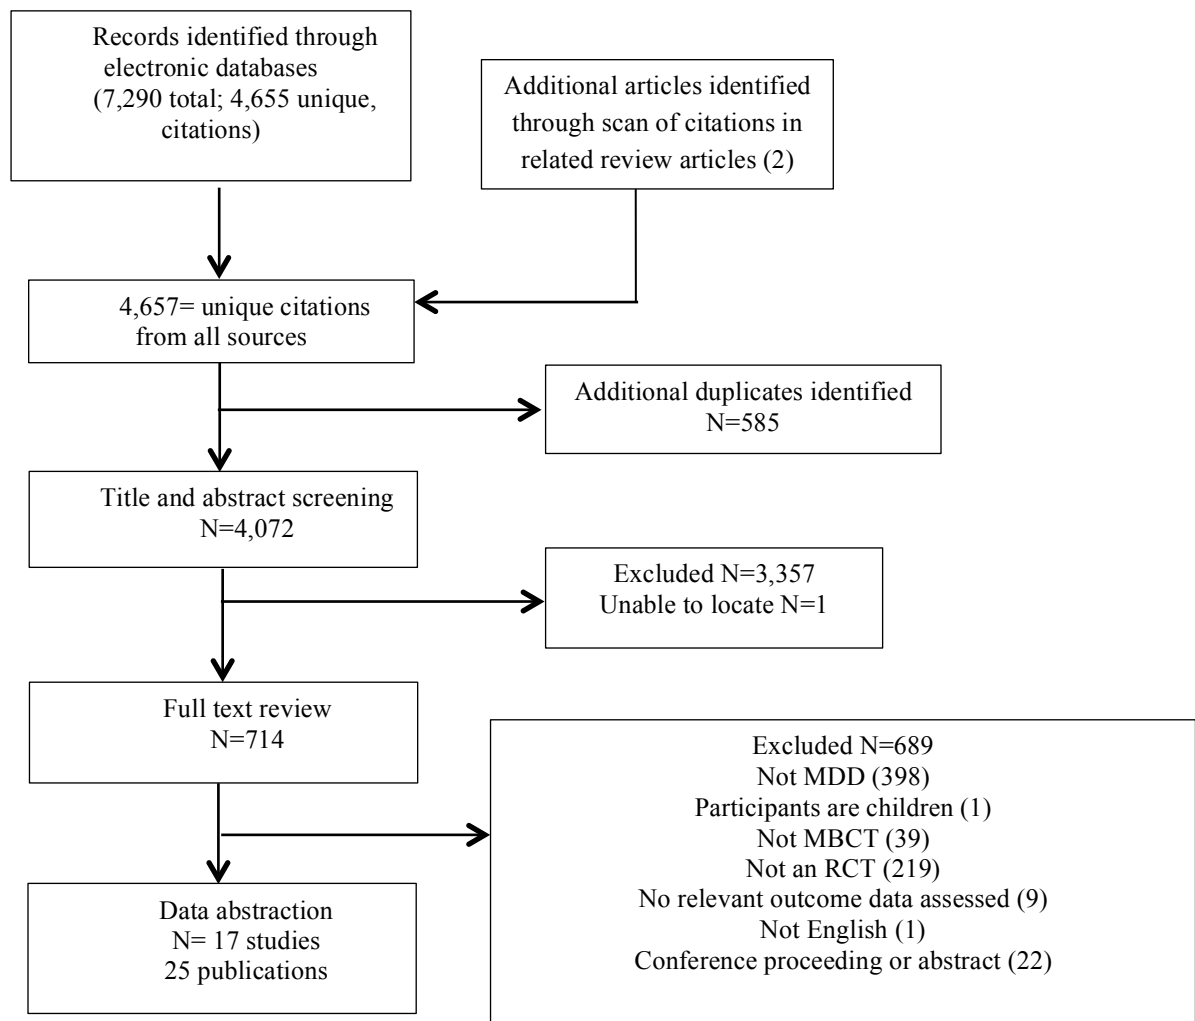 Records identified through
electronic databases
(7,290 total; 4,655 unique,
citations)
Additional articles identified
through scan of citations in
related review articles (2)
4,657= unique citations
from all sources
Additional duplicates identified
N=585
Title and abstract screening
N=4,072
Excluded N=3,357
Unable to locate N=1
Full text review
N=714
Excluded N=689
Not MDD (398)
Participants are children (1)
Not MBCT (39)
Not an RCT (219)
No relevant outcome data assessed (9)
Not English (1)
Conference proceeding or abstract (22)
Data abstraction
N= 17 studies
25 publications